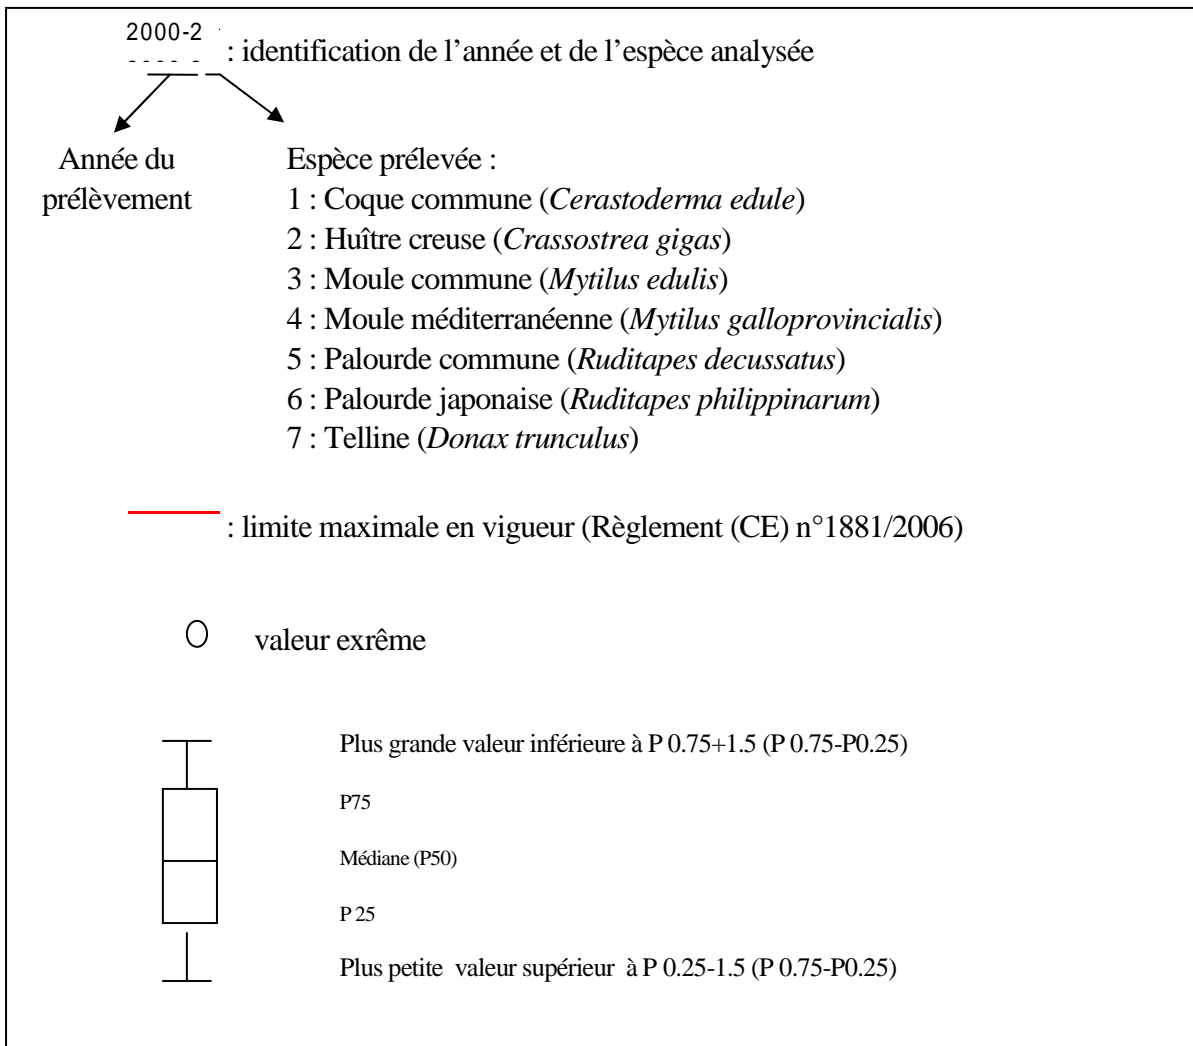 2000-2
: identification de l’année et de l’espèce analysée
Année du
prélèvement
Espèce prélevée :
1 : Coque commune (Cerastoderma edule)
2 : Huître creuse (Crassostrea gigas)
3 : Moule commune (Mytilus edulis)
4 : Moule méditerranéenne (Mytilus galloprovincialis)
5 : Palourde commune (Ruditapes decussatus)
6 : Palourde japonaise (Ruditapes philippinarum)
7 : Telline (Donax trunculus)
: limite maximale en vigueur (Règlement (CE) n°1881/2006)
valeur exrême
Plus grande valeur inférieure à P 0.75+1.5 (P 0.75-P0.25)
P75
Médiane (P50)
P 25
Plus petite valeur supérieur à P 0.25-1.5 (P 0.75-P0.25)